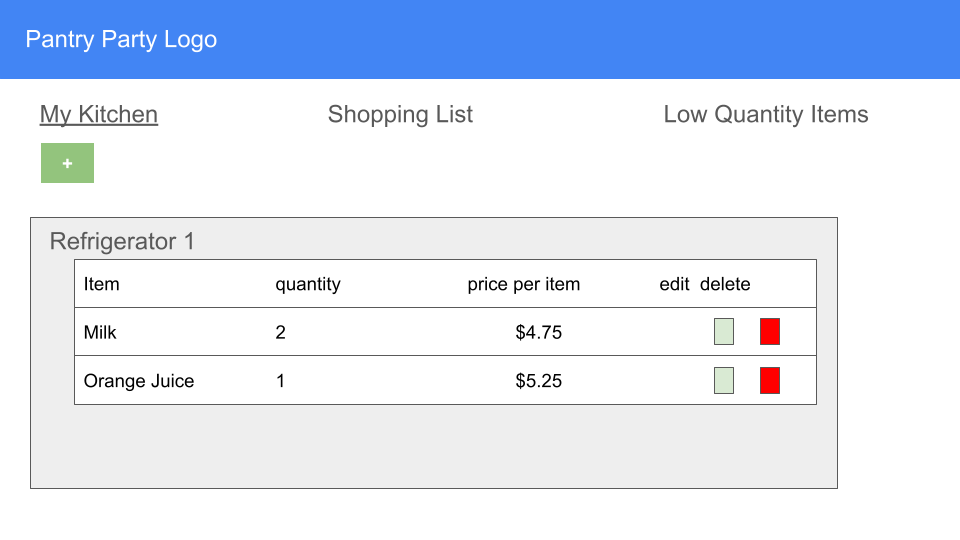 Pantry Party Logo
My Kitchen Shopping List Low Quantity Items
+
Refrigerator 1
Item quantity price per item edit delete
Milk 2 $4.75
Orange Juice 1 $5.25